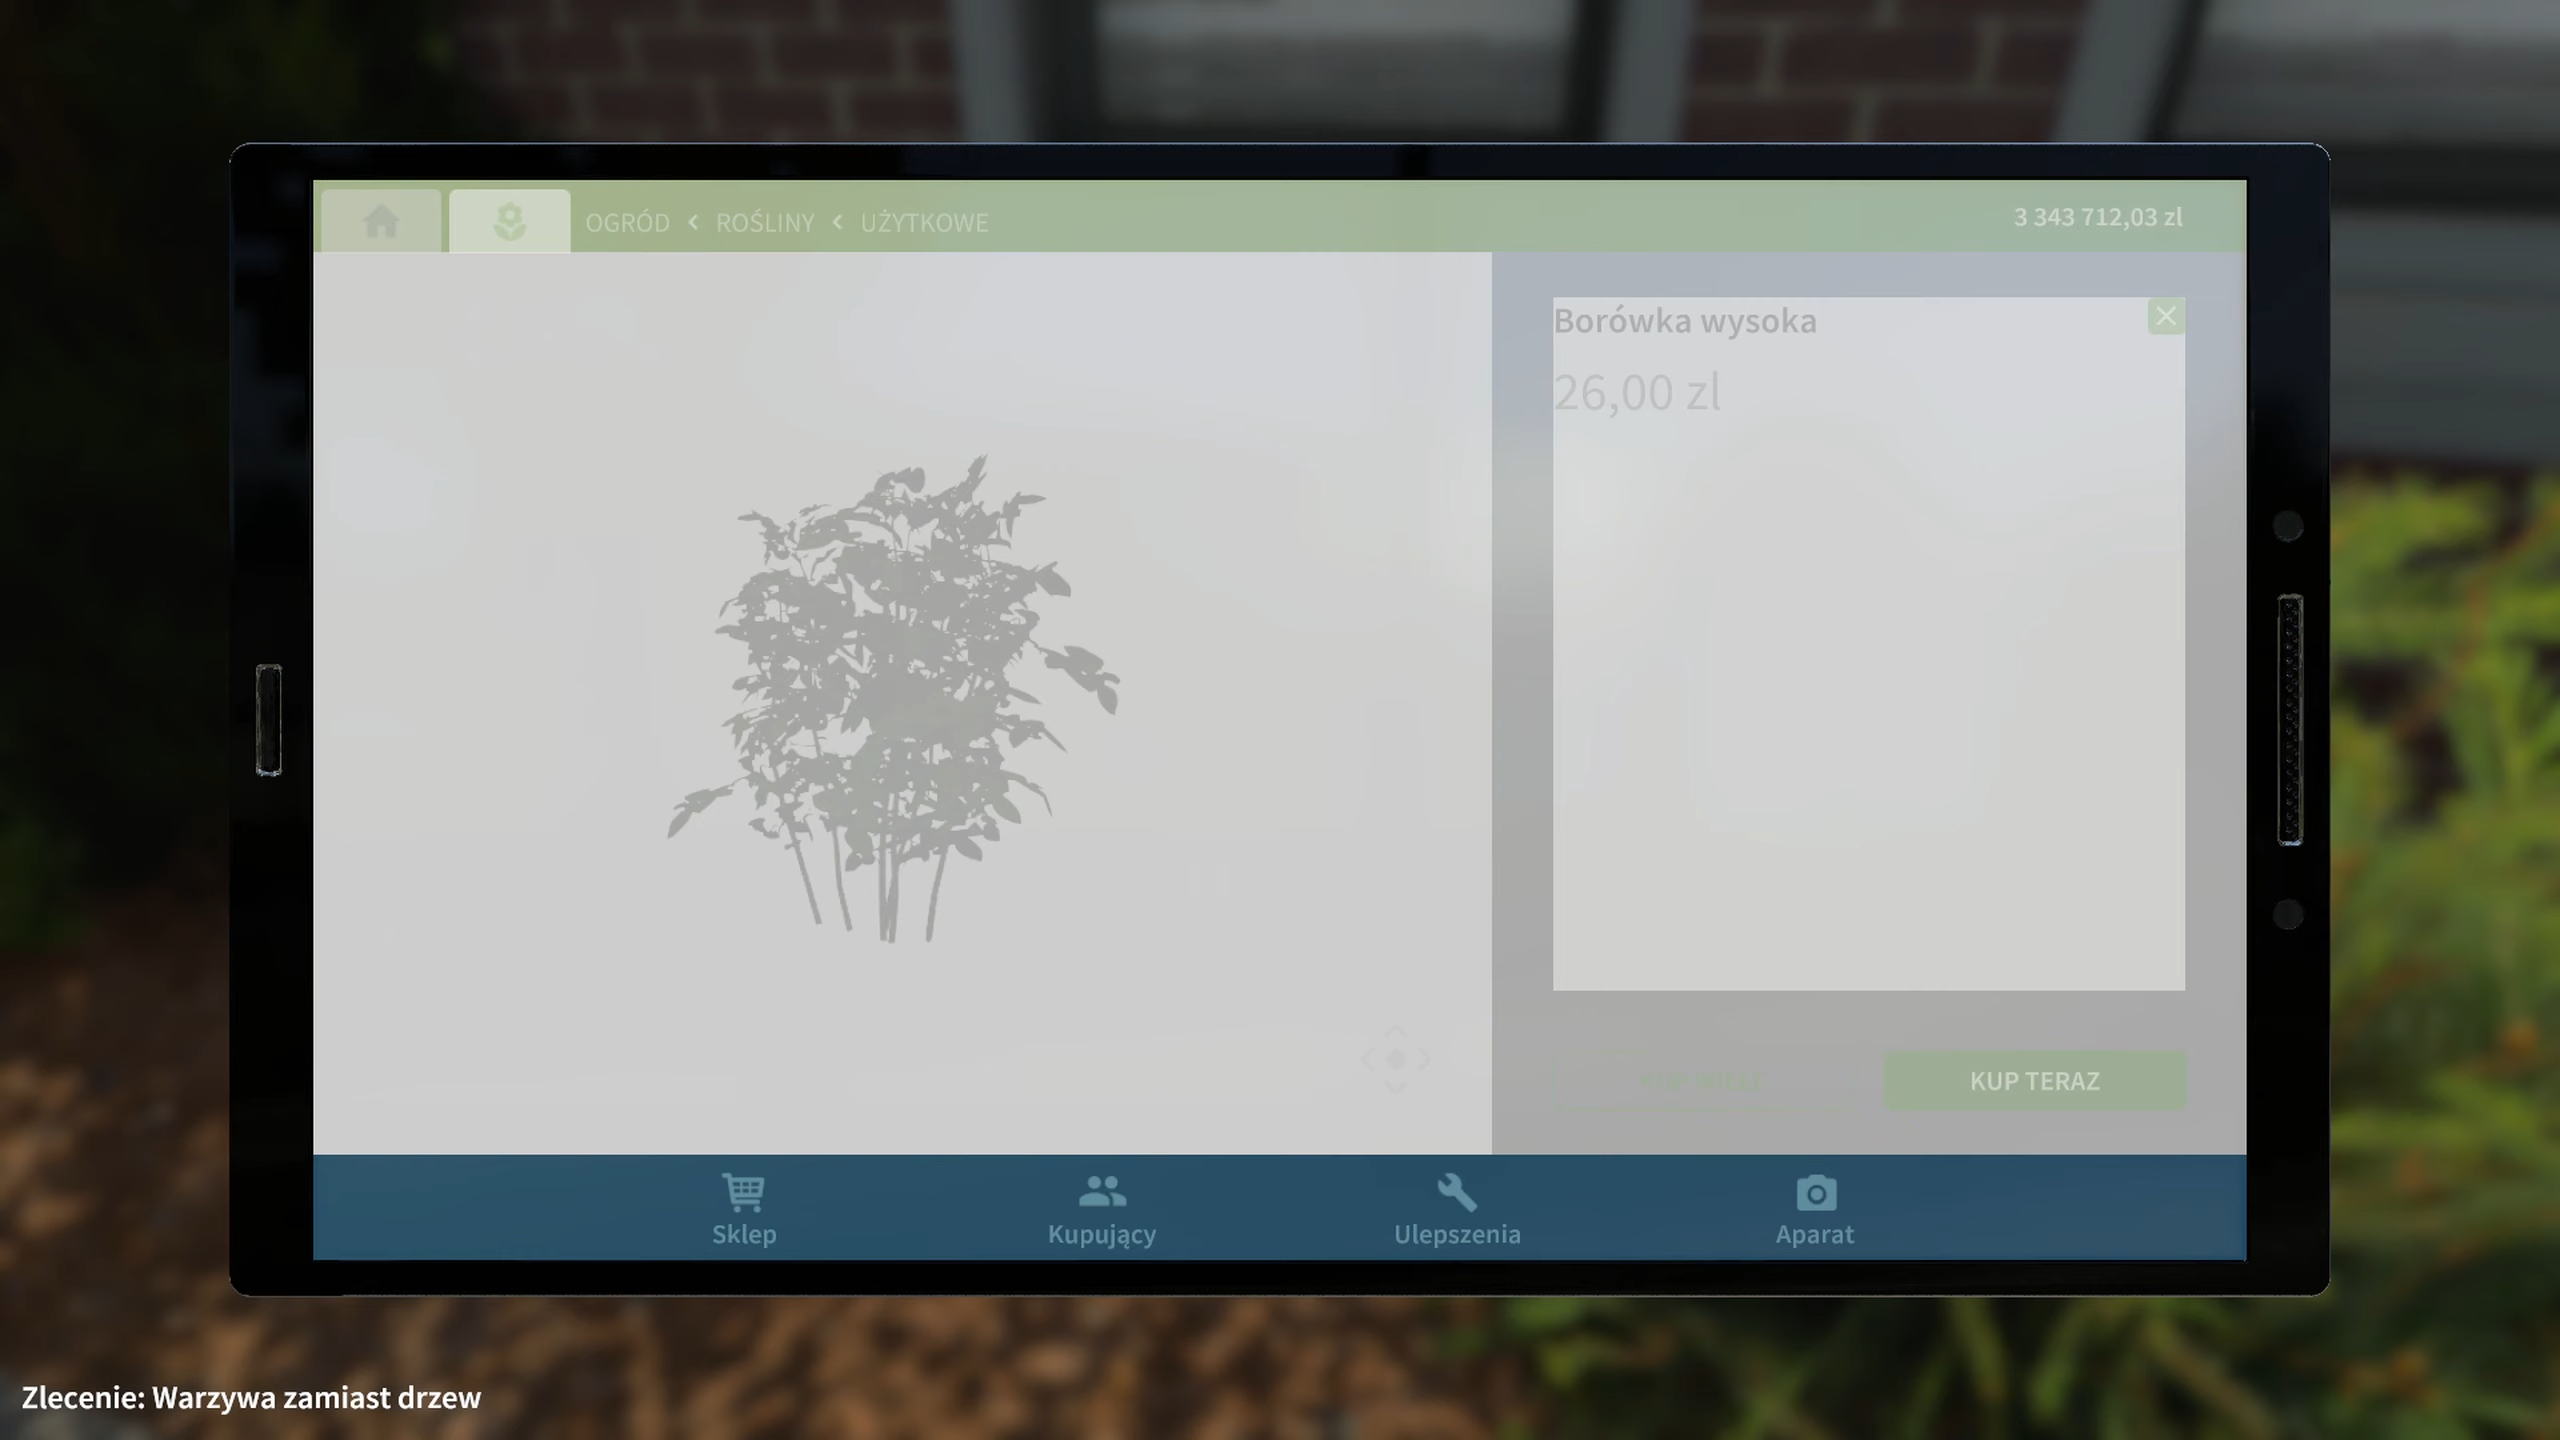 OGRÓD < ROŚLINY < UŻYTKOWE
3 343 712,03 zl
Borówka wysoka
26,00 zl
KUP TERAZ
Sklep
Kupujący
Ulepszenia
Aparat
Zlecenie: Warzywa zamiast drzew